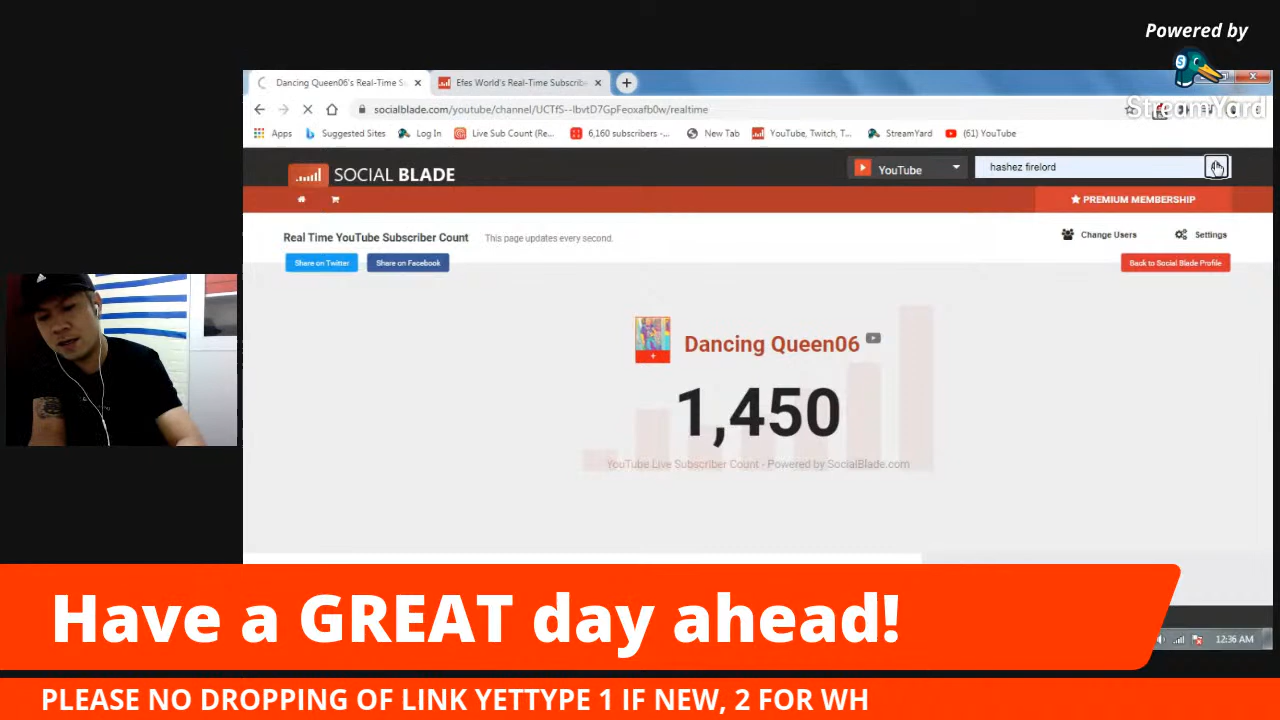 Powered by
StreamYard
Dancing Queen06's Real-Time S
Efes World's Real-Time Subscribe
socialblade.com/youtube/channel/UCTfS--lbvtD7GpFeoxafb0w/realtime
Apps Suggested Sites Log In Live Sub Count (Re... 6,160 subscribers -... New Tab YouTube, Twitch, T... StreamYard (61) YouTube
SOCIAL BLADE YouTube hashez firelord
PREMIUM MEMBERSHIP
Real Time YouTube Subscriber Count This page updates every second. Change Users Settings
Share on Twitter Share on Facebook Back to Social Blade Profile
Dancing Queen06
1,450
YouTube Live Subscriber Count - Powered by SocialBlade.com
Have a GREAT day ahead!
12:36 AM
PLEASE NO DROPPING OF LINK YETTYPE 1 IF NEW, 2 FOR WH